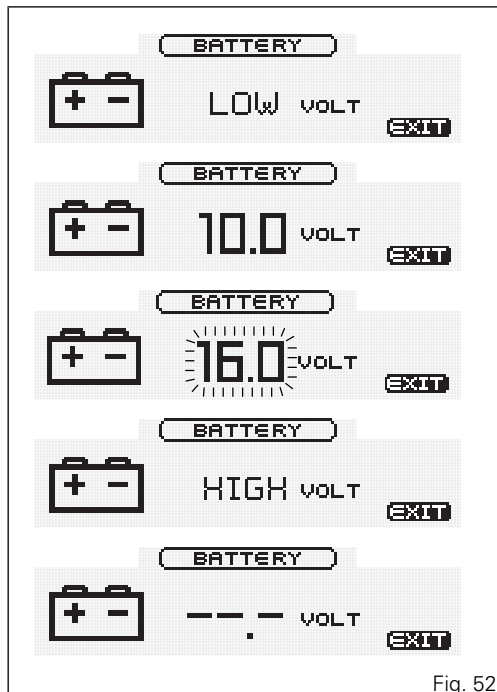 BATTERY
+ − LOW VOLT
EXIT
BATTERY
+ − 10.0 VOLT
EXIT
BATTERY
+ − 16.0 VOLT
EXIT
BATTERY
+ − HIGH VOLT
EXIT
BATTERY
+ − −−.− VOLT
EXIT
Fig. 52